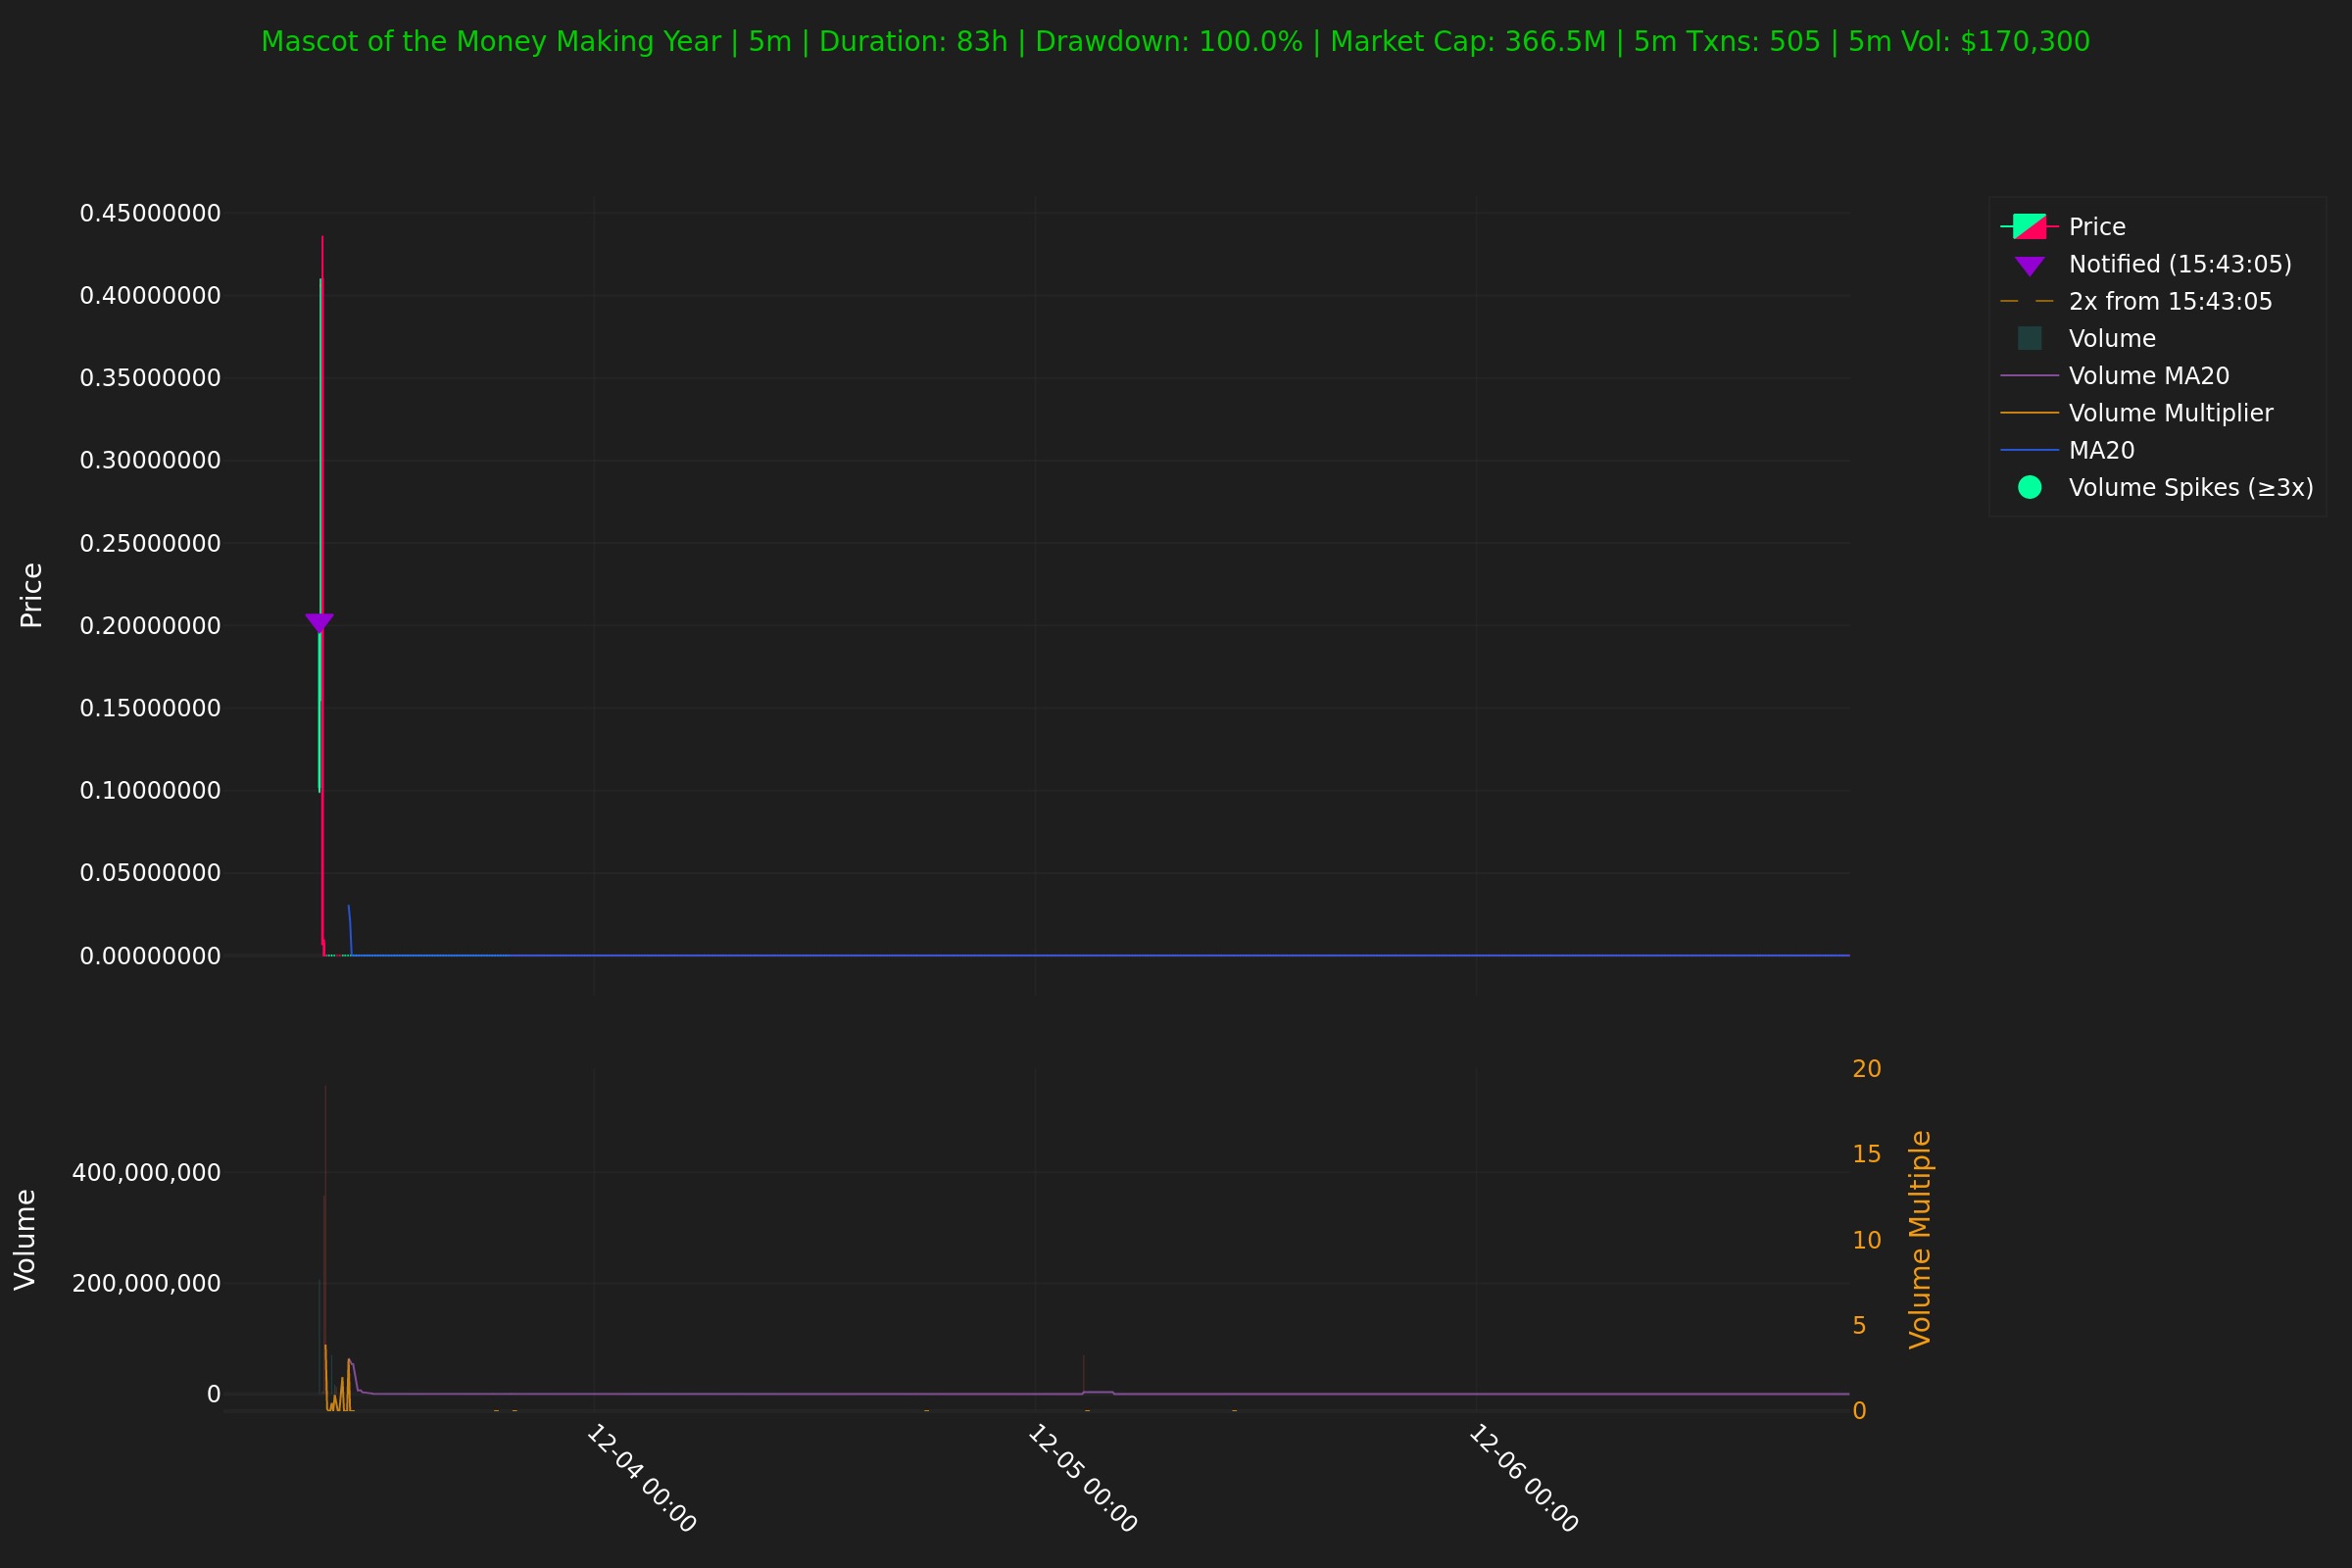 Mascot of the Money Making Year | 5m | Duration: 83h | Drawdown: 100.0% | Market Cap: 366.5M | 5m Txns: 505 | 5m Vol: $170,300
Price
0.45000000
0.40000000
0.35000000
0.30000000
0.25000000
0.20000000
0.15000000
0.10000000
0.05000000
0.00000000
Price
Notified (15:43:05)
2x from 15:43:05
Volume
Volume MA20
Volume Multiplier
MA20
Volume Spikes (≥3x)
Volume
400,000,000
200,000,000
0
20
15
10
5
0
Volume Multiple
12-04 00:00
12-05 00:00
12-06 00:00